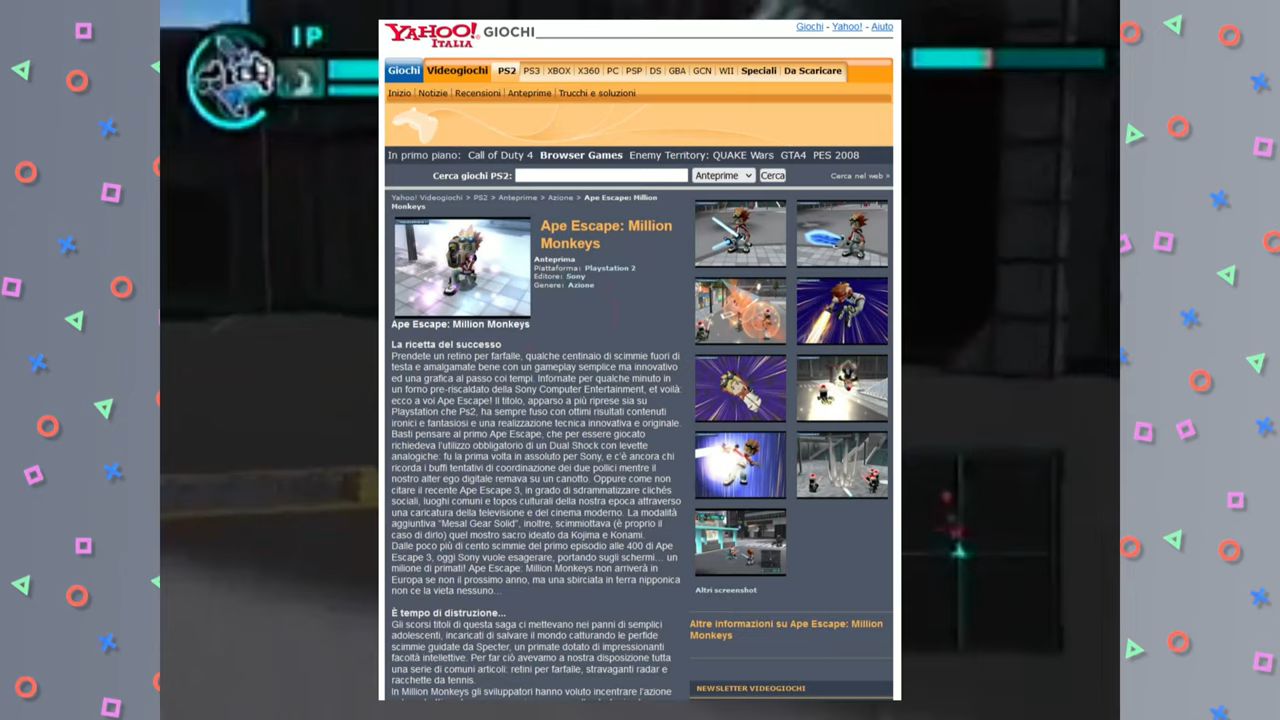 1P
YAHOO! ITALIA GIOCHI
Giochi - Yahoo! - Aiuto
Giochi Videogiochi PS2 PS3 XBOX X360 PC PSP DS GBA GCN WII Speciali Da Scaricare
Inizio Notizie Recensioni Anteprime Trucchi e soluzioni
In primo piano: Call of Duty 4 Browser Games Enemy Territory: QUAKE Wars GTA4 PES 2008
Cerca giochi PS2: Anteprime Cerca Cerca nel web »
Yahoo! Videogiochi > PS2 > Anteprime > Azione > Ape Escape: Million
Monkeys
Ape Escape: Million
Monkeys
Anteprima
Piattaforma: Playstation 2
Editore: Sony
Genere: Azione
Ape Escape: Million Monkeys
La ricetta del successo
Prendete un retino per farfalle, qualche centinaio di scimmie fuori di
testa e amalgamate bene con un gameplay semplice ma innovativo
ed una grafica al passo coi tempi. Infornate per qualche minuto in
un forno pre-riscaldato della Sony Computer Entertainment, et voilà:
ecco a voi Ape Escape! Il titolo, apparso a più riprese sia su
Playstation che Ps2, ha sempre fuso con ottimi risultati contenuti
ironici e fantasiosi e una realizzazione tecnica innovativa e originale.
Basti pensare al primo Ape Escape, che per essere giocato
richiedeva l'utilizzo obbligatorio di un Dual Shock con levette
analogiche: fu la prima volta in assoluto per Sony, e c'è ancora chi
ricorda i buffi tentativi di coordinazione dei due pollici mentre il
nostro alter ego digitale remava su un canotto. Oppure come non
citare il recente Ape Escape 3, in grado di sdrammatizzare clichés
sociali, luoghi comuni e topos culturali della nostra epoca attraverso
una caricatura della televisione e del cinema moderno. La modalità
aggiuntiva "Mesal Gear Solid", inoltre, scimmiottava (è proprio il
caso di dirlo) quel mostro sacro ideato da Kojima e Konami.
Dalle poco più di cento scimmie del primo episodio alle 400 di Ape
Escape 3, oggi Sony vuole esagerare, portando sugli schermi... un
milione di primati! Ape Escape: Million Monkeys non arriverà in
Europa se non il prossimo anno, ma una sbirciata in terra nipponica
non ce la vieta nessuno...
È tempo di distruzione...
Gli scorsi titoli di questa saga ci mettevano nei panni di semplici
adolescenti, incaricati di salvare il mondo catturando le perfide
scimmie guidate da Specter, un primate dotato di impressionanti
facoltà intellettive. Per far ciò avevamo a nostra disposizione tutta
una serie di comuni articoli: retini per farfalle, stravaganti radar e
racchette da tennis.
In Million Monkeys gli sviluppatori hanno voluto incentrare l'azione
Altri screenshot
Altre informazioni su Ape Escape: Million
Monkeys
NEWSLETTER VIDEOGIOCHI